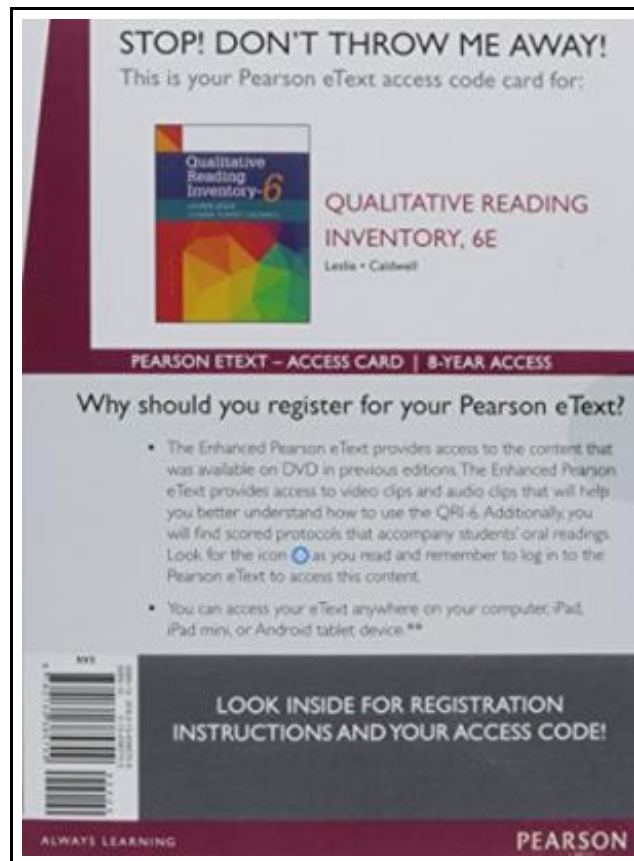 STOP! DON'T THROW ME AWAY!
This is your Pearson eText access code card for:
Qualitative
Reading
Inventory-6
QUALITATIVE READING
INVENTORY, 6E
Leslie • Caldwell
PEARSON ETEXT – ACCESS CARD | 8-YEAR ACCESS
Why should you register for your Pearson eText?
• The Enhanced Pearson eText provides access to the content that
was available on DVD in previous editions. The Enhanced Pearson
eText provides access to video clips and audio clips that will help
you better understand how to use the QRI-6. Additionally, you
will find scored protocols that accompany students' oral readings.
Look for the icon as you read and remember to log in to the
Pearson eText to access this content.
• You can access your eText anywhere on your computer, iPad,
iPad mini, or Android tablet device.**
EAN
LOOK INSIDE FOR REGISTRATION
INSTRUCTIONS AND YOUR ACCESS CODE!
ALWAYS LEARNING
PEARSON